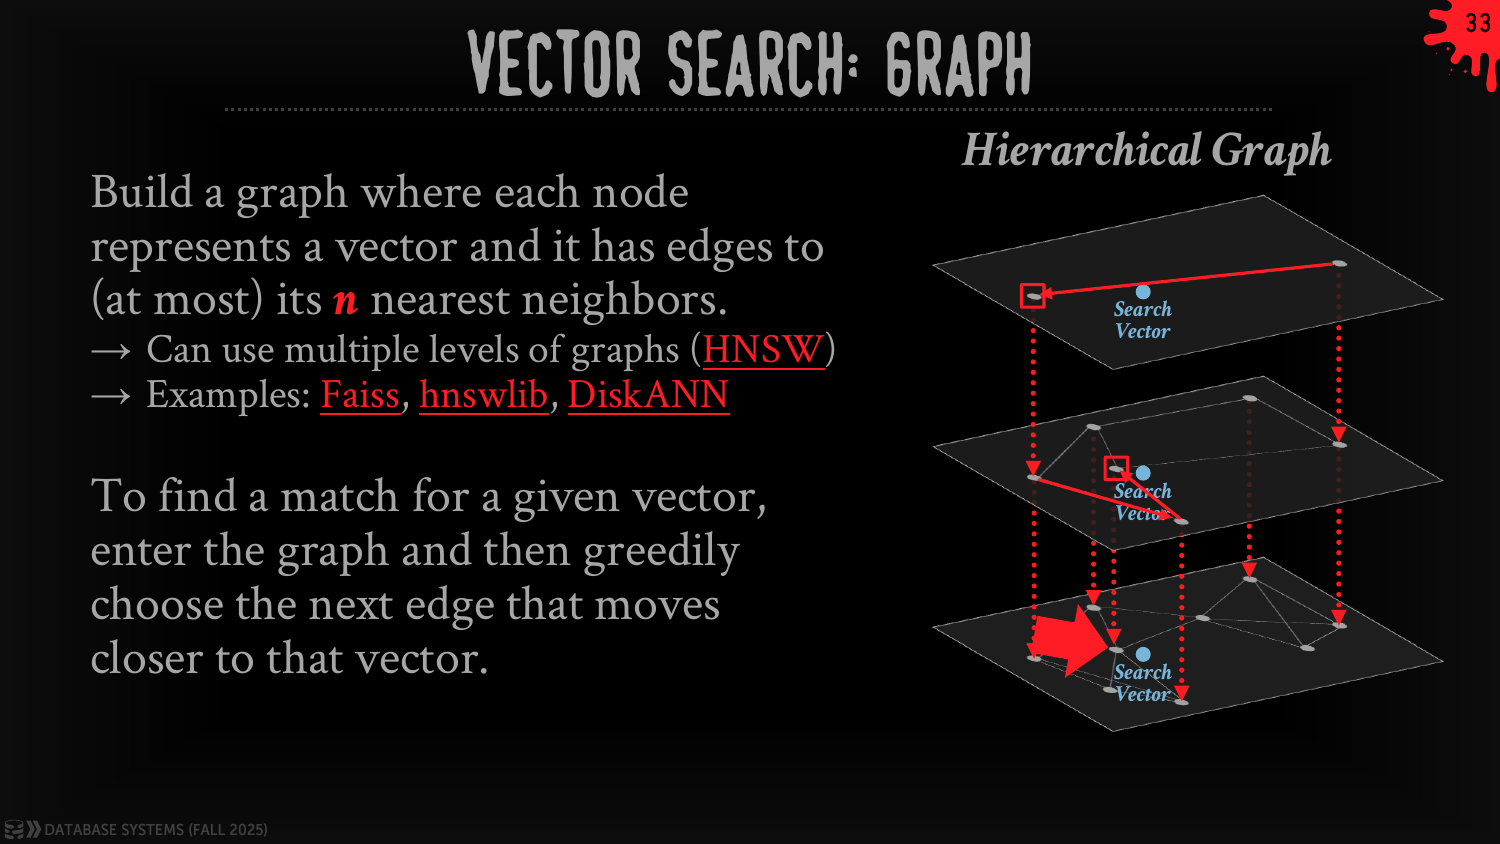 33
VECTOR SEARCH: GRAPH
Hierarchical Graph
Build a graph where each node
represents a vector and it has edges to
(at most) its n nearest neighbors.
→ Can use multiple levels of graphs (HNSW)
→ Examples: Faiss, hnswlib, DiskANN
To find a match for a given vector,
enter the graph and then greedily
choose the next edge that moves
closer to that vector.
Search
Vector
Search
Vector
Search
Vector
DATABASE SYSTEMS (FALL 2025)